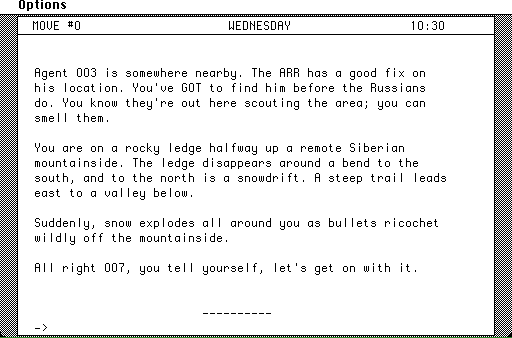 Options
MOVE #0 WEDNESDAY 10:30
Agent 003 is somewhere nearby. The ARR has a good fix on
his location. You've GOT to find him before the Russians
do. You know they're out here scouting the area; you can
smell them.
You are on a rocky ledge halfway up a remote Siberian
mountainside. The ledge disappears around a bend to the
south, and to the north is a snowdrift. A steep trail leads
east to a valley below.
Suddenly, snow explodes all around you as bullets ricochet
wildly off the mountainside.
All right 007, you tell yourself, let's get on with it.
----------
->